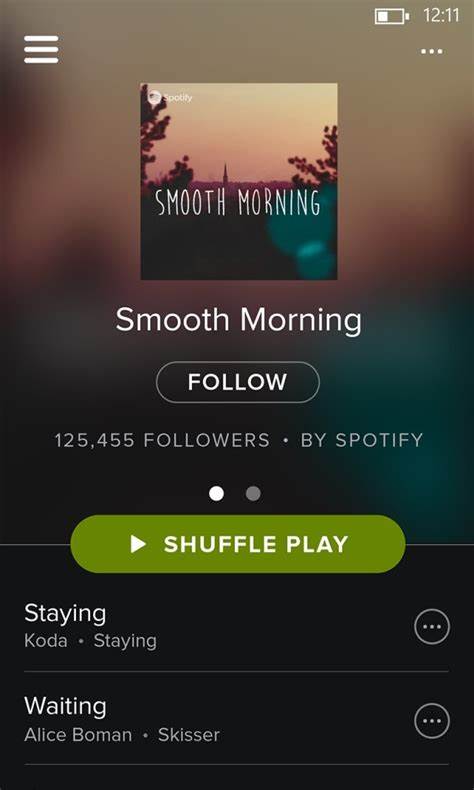 12:11
Spotify
SMOOTH MORNING
Smooth Morning
FOLLOW
125,455 FOLLOWERS • BY SPOTIFY
SHUFFLE PLAY
Staying
Koda • Staying
Waiting
Alice Boman • Skisser